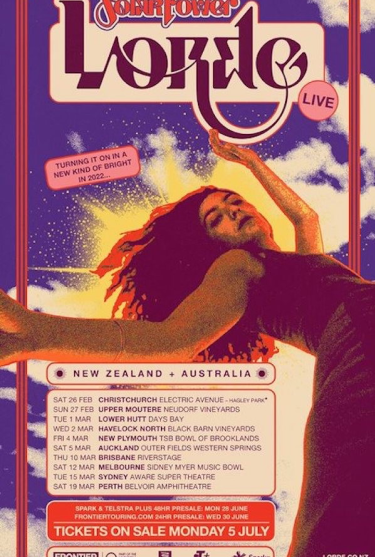 Solar Power
Lorde
LIVE
TURNING IT ON IN A
NEW KIND OF BRIGHT
IN 2022...
NEW ZEALAND + AUSTRALIA
SAT 26 FEB CHRISTCHURCH ELECTRIC AVENUE - HAGLEY PARK*
SUN 27 FEB UPPER MOUTERE NEUDORF VINEYARDS
TUE 1 MAR LOWER HUTT DAYS BAY
WED 2 MAR HAVELOCK NORTH BLACK BARN VINEYARDS
FRI 4 MAR NEW PLYMOUTH TSB BOWL OF BROOKLANDS
SAT 5 MAR AUCKLAND OUTER FIELDS WESTERN SPRINGS
THU 10 MAR BRISBANE RIVERSTAGE
SAT 12 MAR MELBOURNE SIDNEY MYER MUSIC BOWL
TUE 15 MAR SYDNEY AWARE SUPER THEATRE
SAT 19 MAR PERTH BELVOIR AMPHITHEATRE
SPARK & TELSTRA PLUS 48HR PRESALE: MON 28 JUNE
FRONTIERTOURING.COM 24HR PRESALE: WED 30 JUNE
TICKETS ON SALE MONDAY 5 JULY
FRONTIER
LORDE.CO.NZ